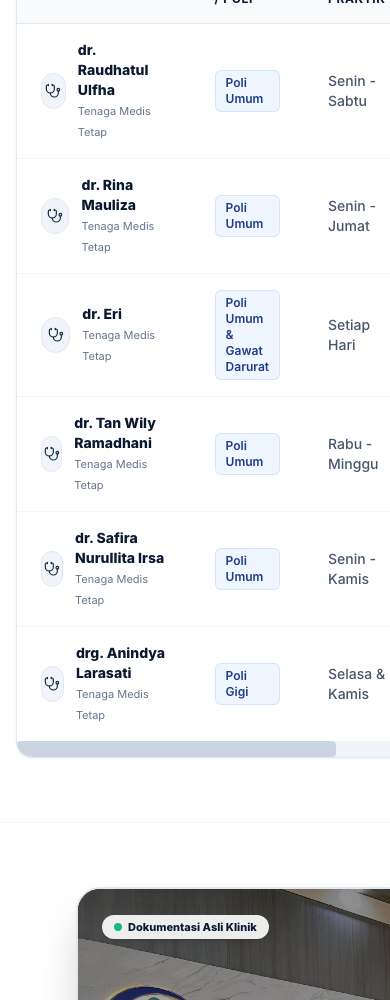 dr.
Raudhatul
Ulfha
Tenaga Medis
Tetap
Poli
Umum
Senin -
Sabtu
dr. Rina
Mauliza
Tenaga Medis
Tetap
Poli
Umum
Senin -
Jumat
dr. Eri
Tenaga Medis
Tetap
Poli
Umum
&
Gawat
Darurat
Setiap
Hari
dr. Tan Wily
Ramadhani
Tenaga Medis
Tetap
Poli
Umum
Rabu -
Minggu
dr. Safira
Nurullita Irsa
Tenaga Medis
Tetap
Poli
Umum
Senin -
Kamis
drg. Anindya
Larasati
Tenaga Medis
Tetap
Poli
Gigi
Selasa &
Kamis
Dokumentasi Asli Klinik